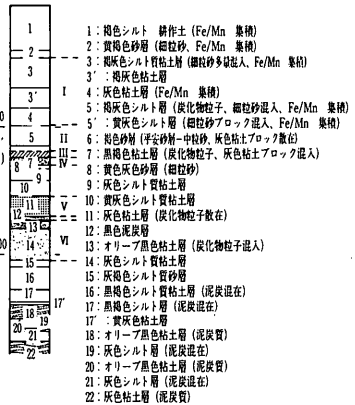 1：褐色シルト 耕作土（Fe/Mn 集積）
2：黄褐色砂層（細粒砂、Fe/Mn 集積）
3：褐灰色シルト質粘土層（細粒砂多量混入、Fe/Mn 集積）
3′：褐灰色粘土層
4：灰色粘土層（Fe/Mn 集積）
5：褐灰色シルト層（炭化物粒子、細粒砂混入、Fe/Mn 集積）
5′：黄灰色シルト層（細粒砂ブロック混入、Fe/Mn 集積）
6：褐色砂層（平安砂層－中粒砂、灰色粘土ブロック散在）
7：黒褐色粘土層（炭化物粒子、灰色粘土ブロック混入）
8：黄灰色砂層（細粒砂）
9：灰色シルト質粘土層
10：黄灰色シルト質粘土層
11：灰色粘土層（炭化物粒子散在）
12：黒色泥炭層
13：オリーブ黒色粘土層（炭化物粒子混入）
14：灰色シルト質粘土層
15：灰褐色シルト質砂層
16：黒褐色シルト質粘土層（泥炭混在）
17：黒褐色シルト層（泥炭混在）
17′：黄灰色粘土層
18：オリーブ黒色粘土層（泥炭質）
19：灰色シルト層（泥炭混在）
20：オリーブ黒色粘土層（泥炭混在）
21：灰色シルト層（泥炭混在）
22：灰色粘土層（泥炭質）
1
2
3
3′
4
5
7
8
9
10
11
12
13
14
15
16
17
18
19
20
21
22
I
II
III
IV
V
VI
17′